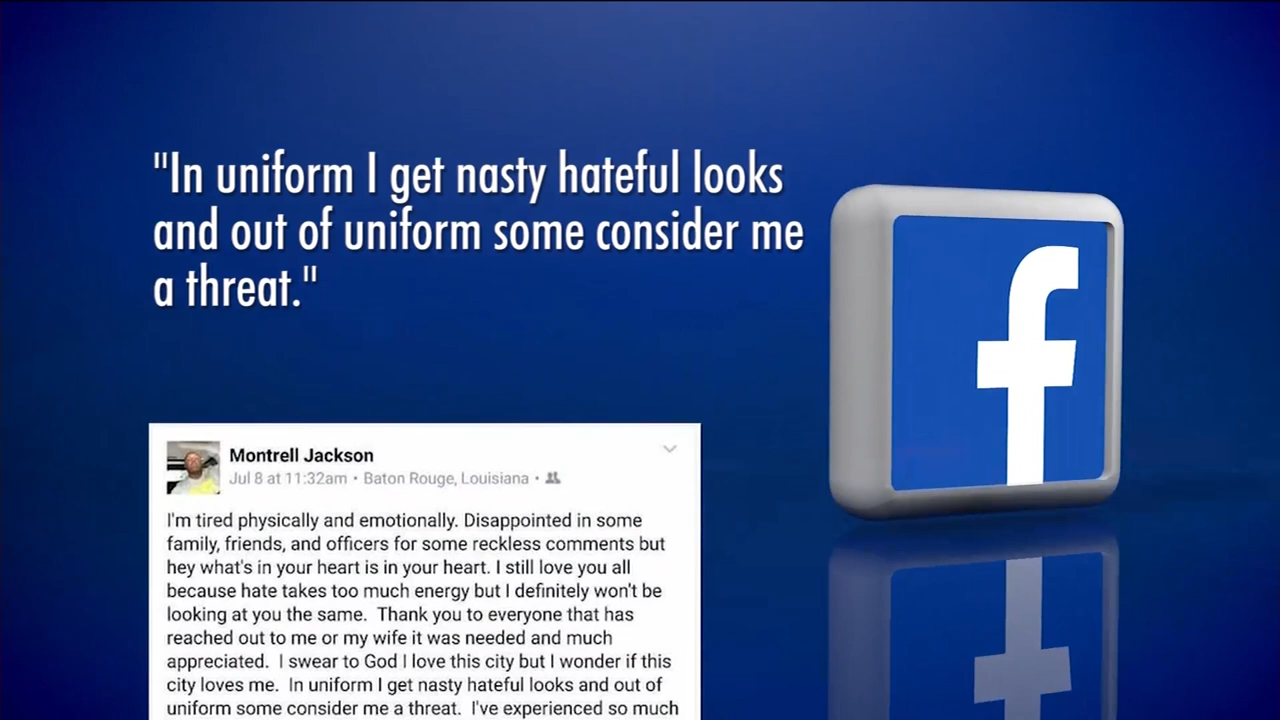 "In uniform I get nasty hateful looks
and out of uniform some consider me
a threat."
f
Montrell Jackson
Jul 8 at 11:32am • Baton Rouge, Louisiana •
I'm tired physically and emotionally. Disappointed in some
family, friends, and officers for some reckless comments but
hey what's in your heart is in your heart. I still love you all
because hate takes too much energy but I definitely won't be
looking at you the same.  Thank you to everyone that has
reached out to me or my wife it was needed and much
appreciated.  I swear to God I love this city but I wonder if this
city loves me.  In uniform I get nasty hateful looks and out of
uniform some consider me a threat.  I've experienced so much